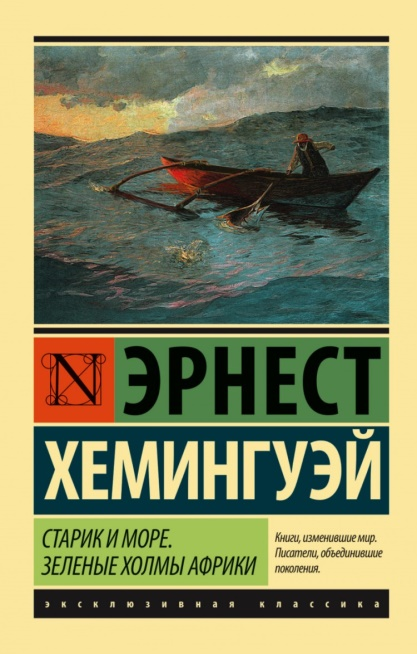 N
ЭРНЕСТ
ХЕМИНГУЭЙ
СТАРИК И МОРЕ.
ЗЕЛЕНЫЕ ХОЛМЫ АФРИКИ
Книги, изменившие мир.
Писатели, объединившие
поколения.
эксклюзивная классика